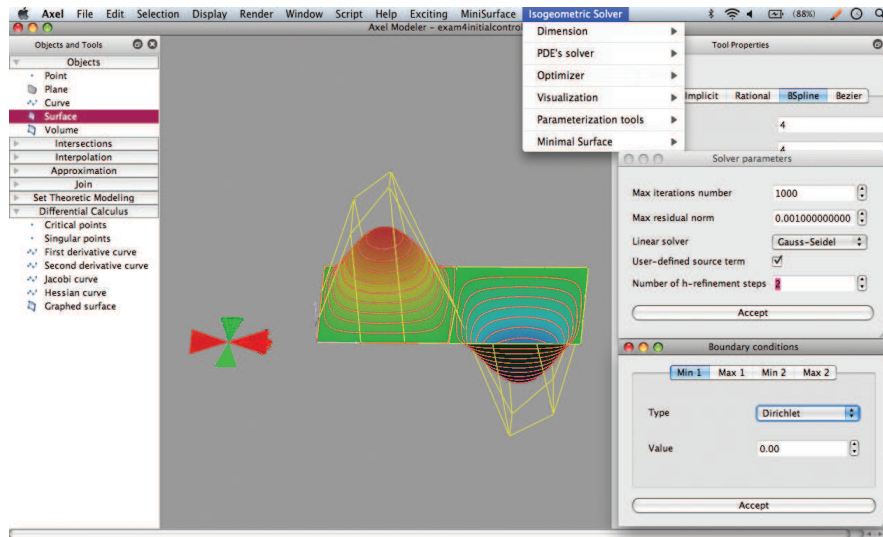 Axel File Edit Selection Display Render Window Script Help Exciting MiniSurface Isogeometric Solver (88%)
Axel Modeler – exam4initialcontrol
Dimension
PDE's solver
Optimizer
Visualization
Parameterization tools
Minimal Surface
Objects and Tools
Objects
Point
Plane
Curve
Surface
Volume
Intersections
Interpolation
Approximation
Join
Set Theoretic Modeling
Differential Calculus
Critical points
Singular points
First derivative curve
Second derivative curve
Jacobi curve
Hessian curve
Graphed surface
Tool Properties
Implicit Rational BSpline Bezier
4
4
Solver parameters
Max iterations number 1000
Max residual norm 0.001000000000
Linear solver Gauss-Seidel
User-defined source term
Number of h-refinement steps 2
Accept
Boundary conditions
Min 1 Max 1 Min 2 Max 2
Type Dirichlet
Value 0.00
Accept